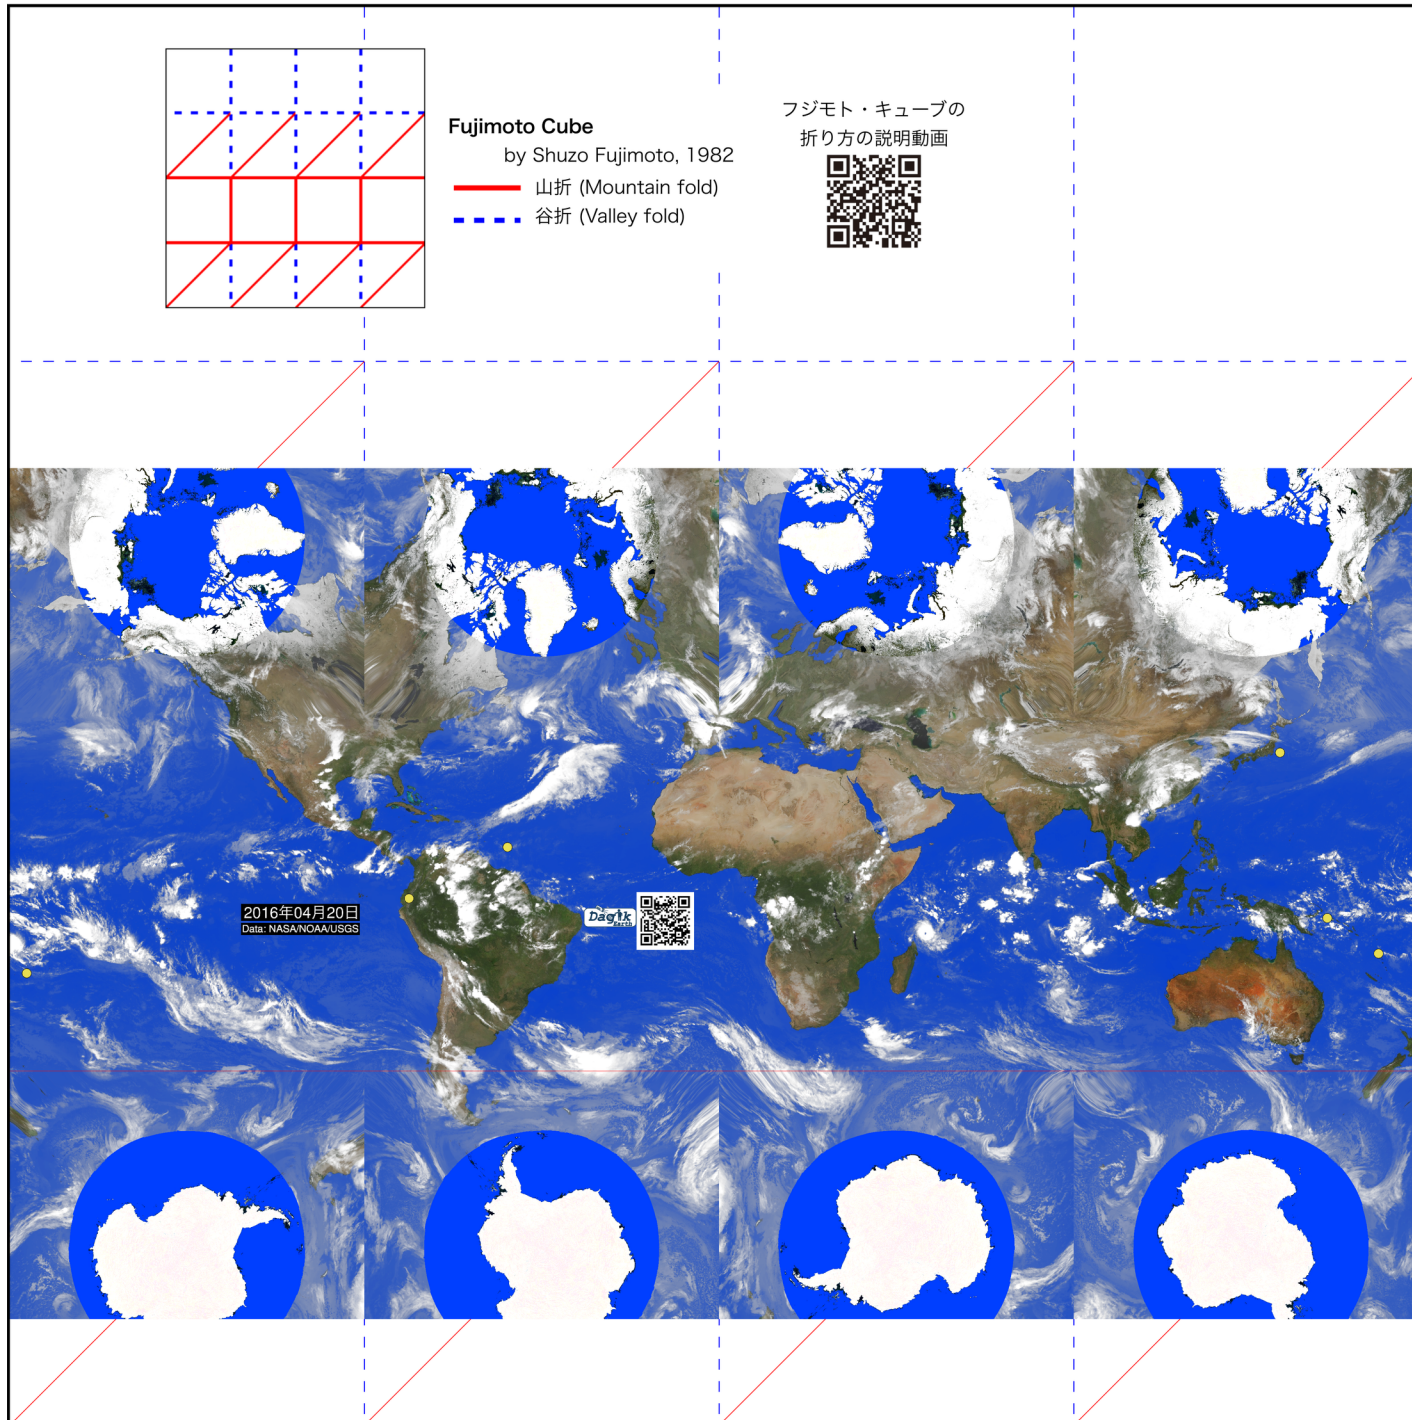 Fujimoto Cube
by Shuzo Fujimoto, 1982
山折 (Mountain fold)
谷折 (Valley fold)
フジモト・キューブの
折り方の説明動画
2016年04月20日
Data: NASA/NOAA/USGS
Dagik
Earth